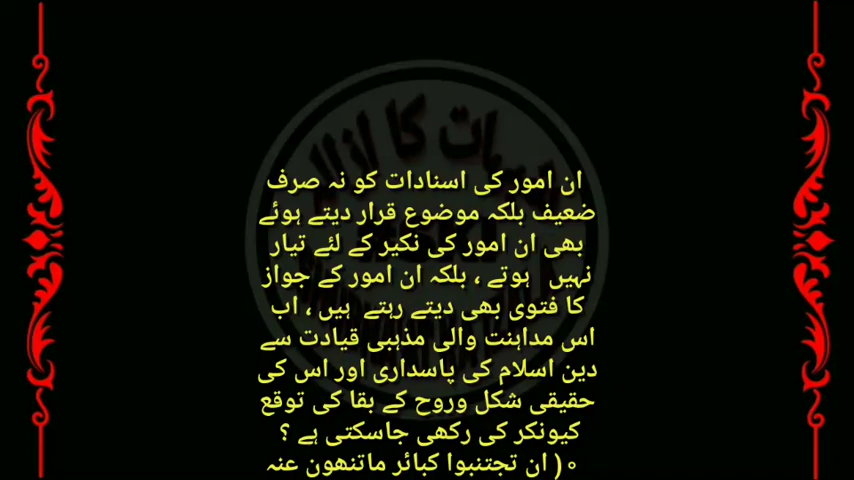 ان امور کی اسنادات کو نہ صرف
ضعیف بلکہ موضوع قرار دیتے ہوئے
بھی ان امور کی نکیر کے لئے تیار
نہیں ہوتے ، بلکہ ان امور کے جواز
کا فتوی بھی دیتے رہتے ہیں ، اب
اس مداہنت والی مذہبی قیادت سے
دین اسلام کی پاسداری اور اس کی
حقیقی شکل وروح کے بقا کی توقع
کیونکر کی رکھی جاسکتی ہے ؟
٥ ( ان تجتنبوا کبائر ماتنھون عنہ
کا ازالہ